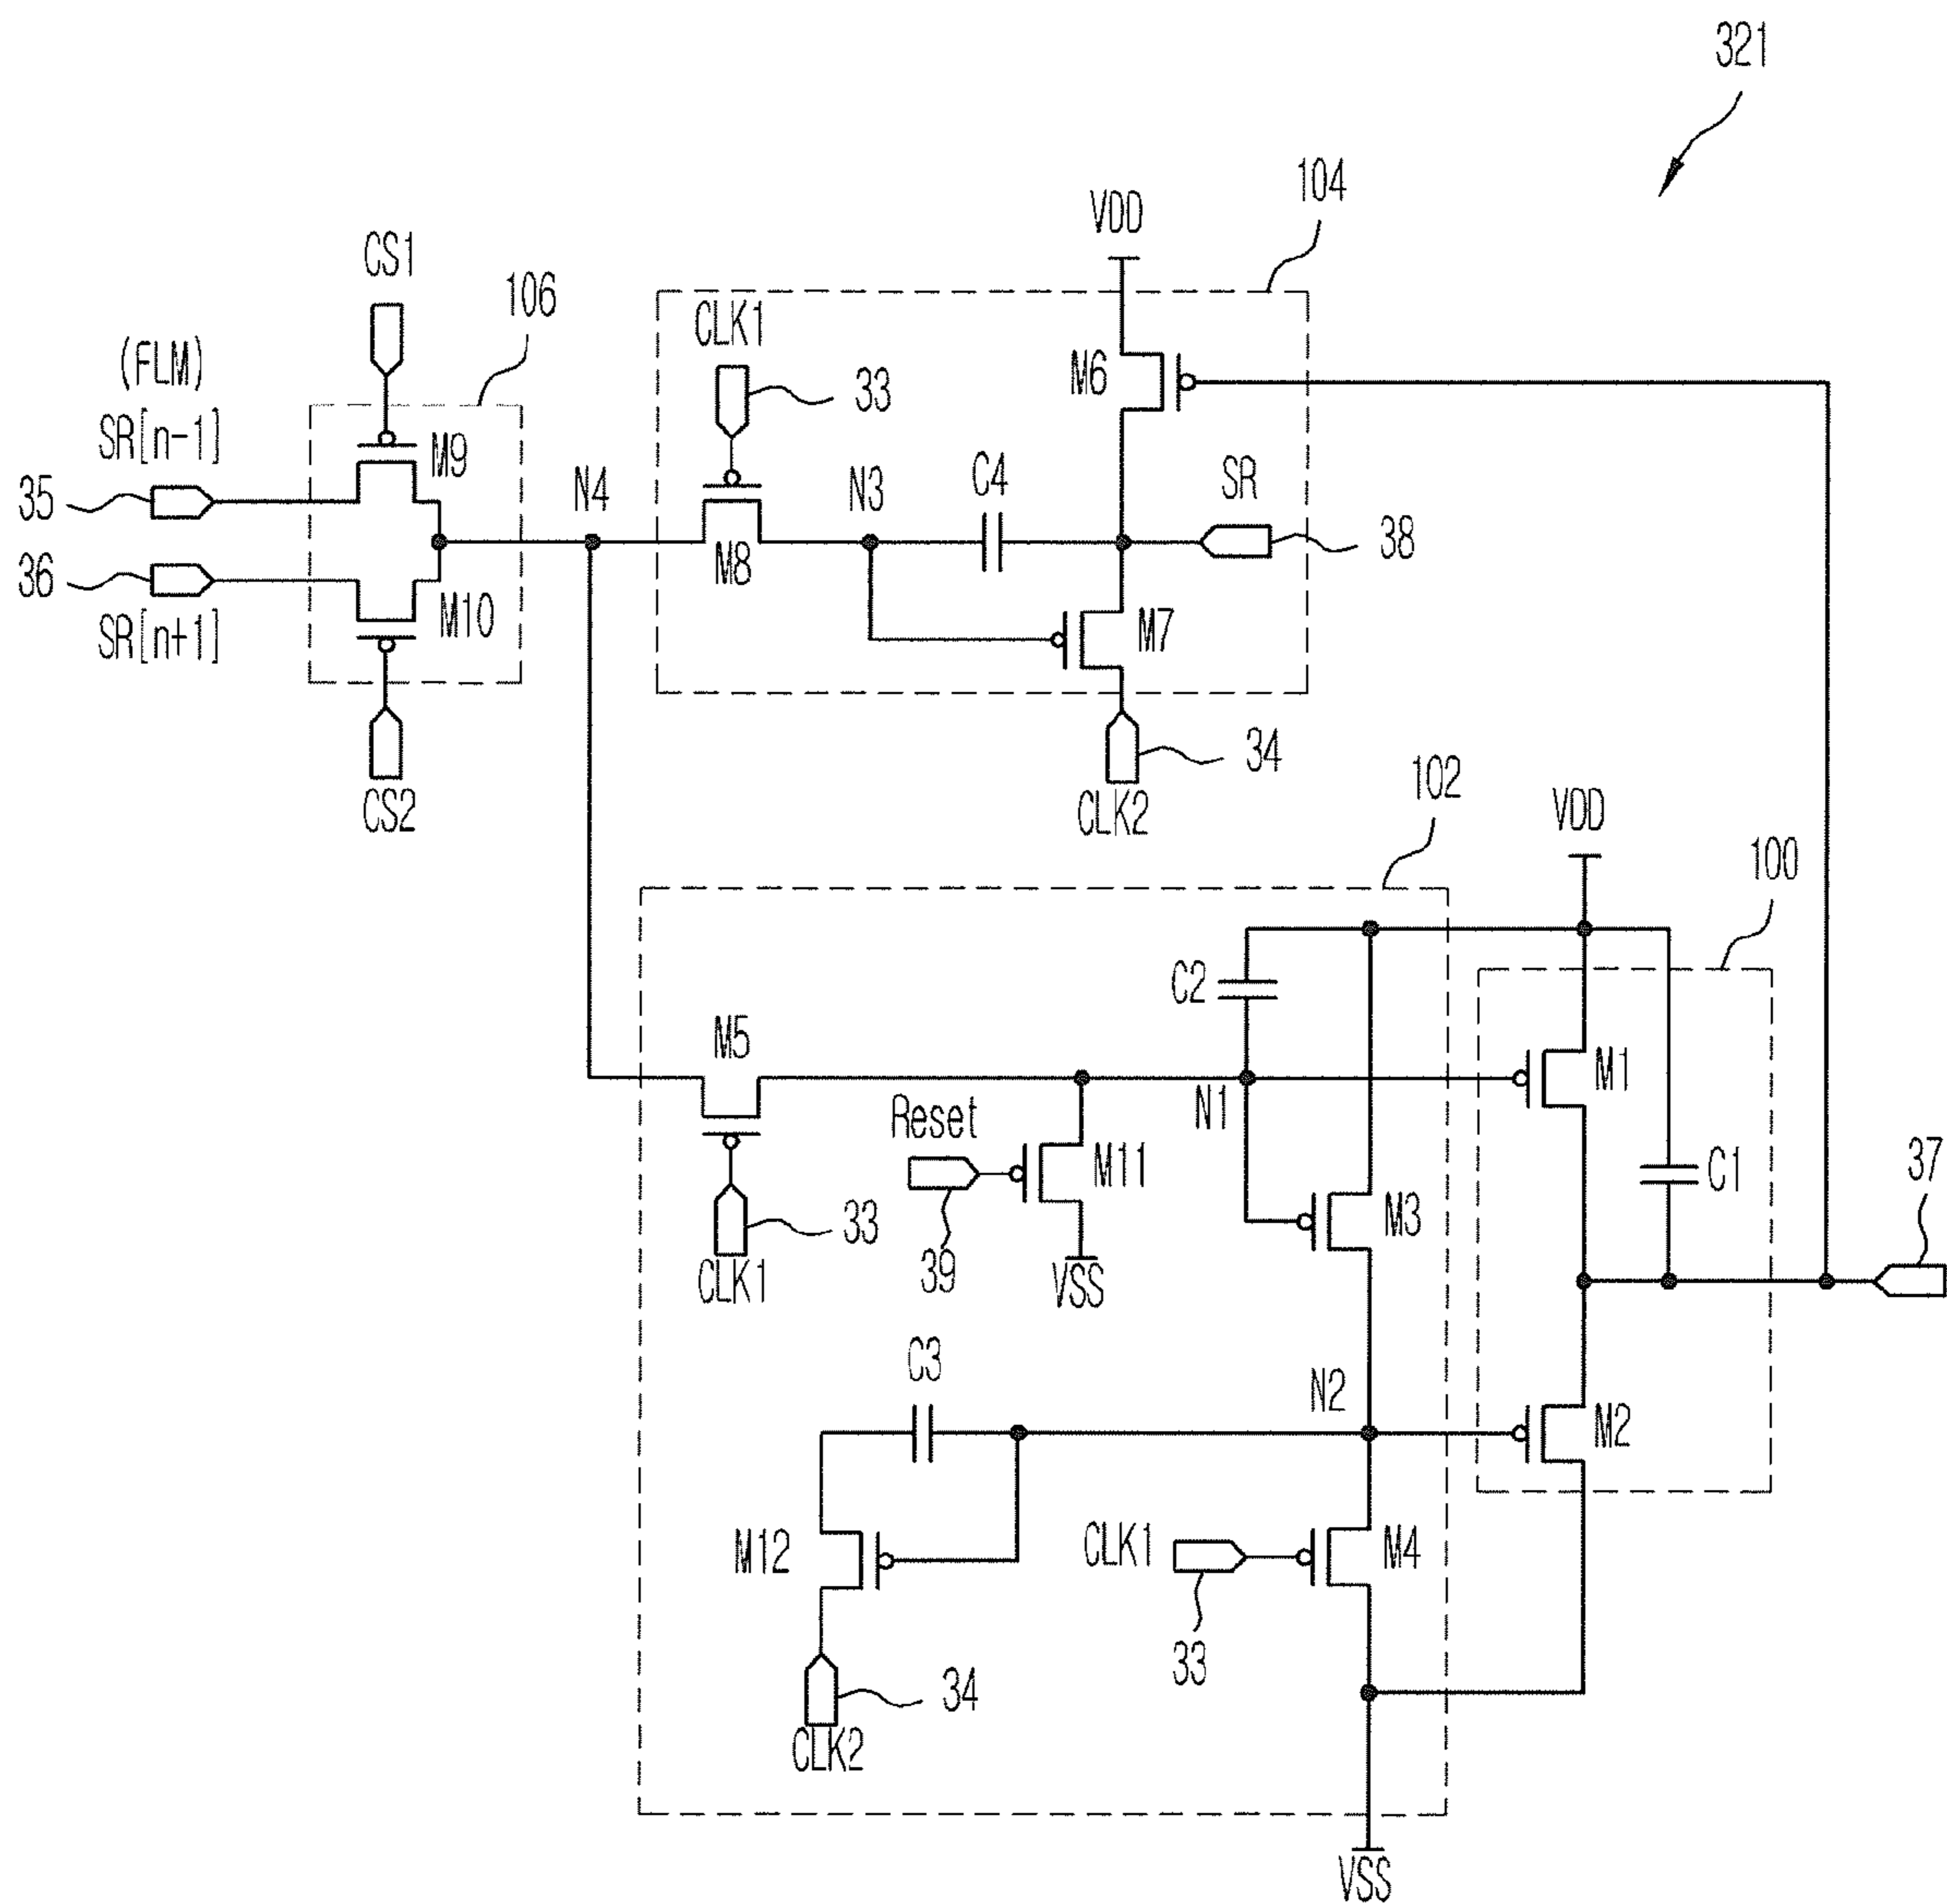 321
104
VDD
CS1
106
CLK1
(FLM)
33
M6
SR[n-1]
M9
35
N4
N3
C4
SR
38
M8
36
M10
M7
SR[n+1]
34
102
CS2
CLK2
VDD
100
C2
M5
M1
N1
Reset
M11
C1
37
M3
33
39
CLK1
VSS
C3
N2
M2
M12
CLK1
M4
33
34
CLK2
VSS